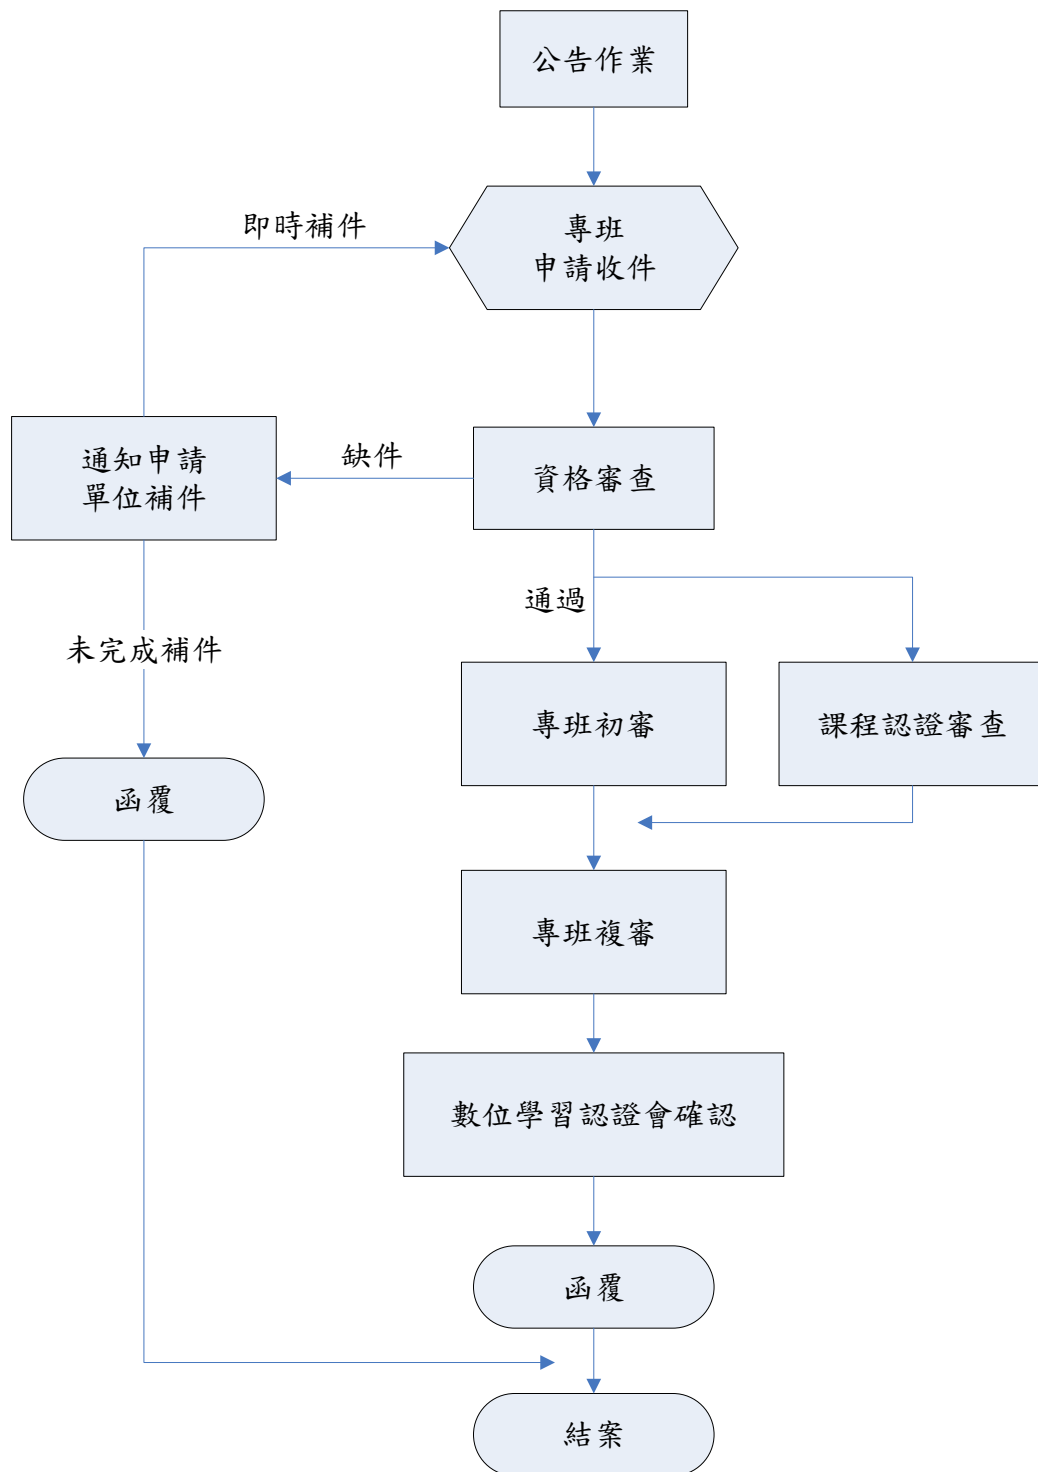 公告作業
即時補件
專班
申請收件
通知申請
單位補件
缺件
資格審查
通過
未完成補件
專班初審
課程認證審查
函覆
專班複審
數位學習認證會確認
函覆
結案